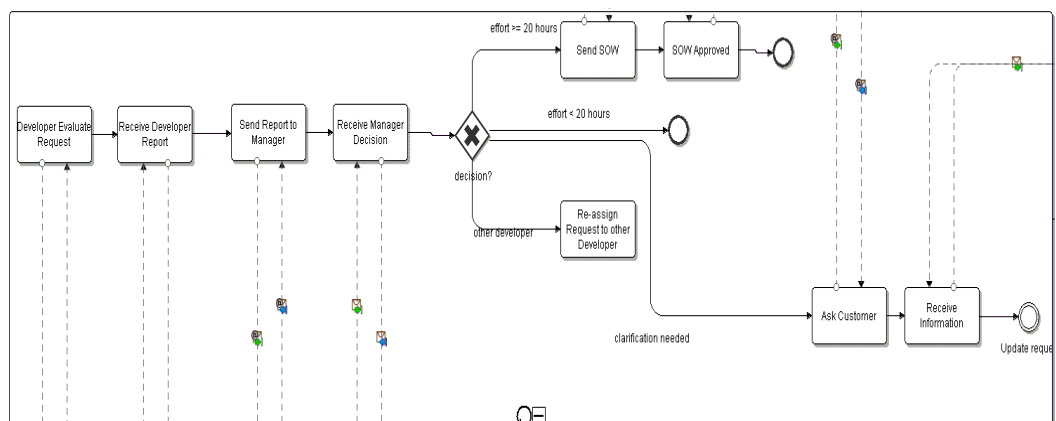 effort >= 20 hours
Send SOW
SOW Approved
Developer Evaluate
Request
Receive Developer
Report
Send Report to
Manager
Receive Manager
Decision
effort < 20 hours
decision?
other developer
Re-assign
Request to other
Developer
clarification needed
Ask Customer
Receive
Information
Update reque